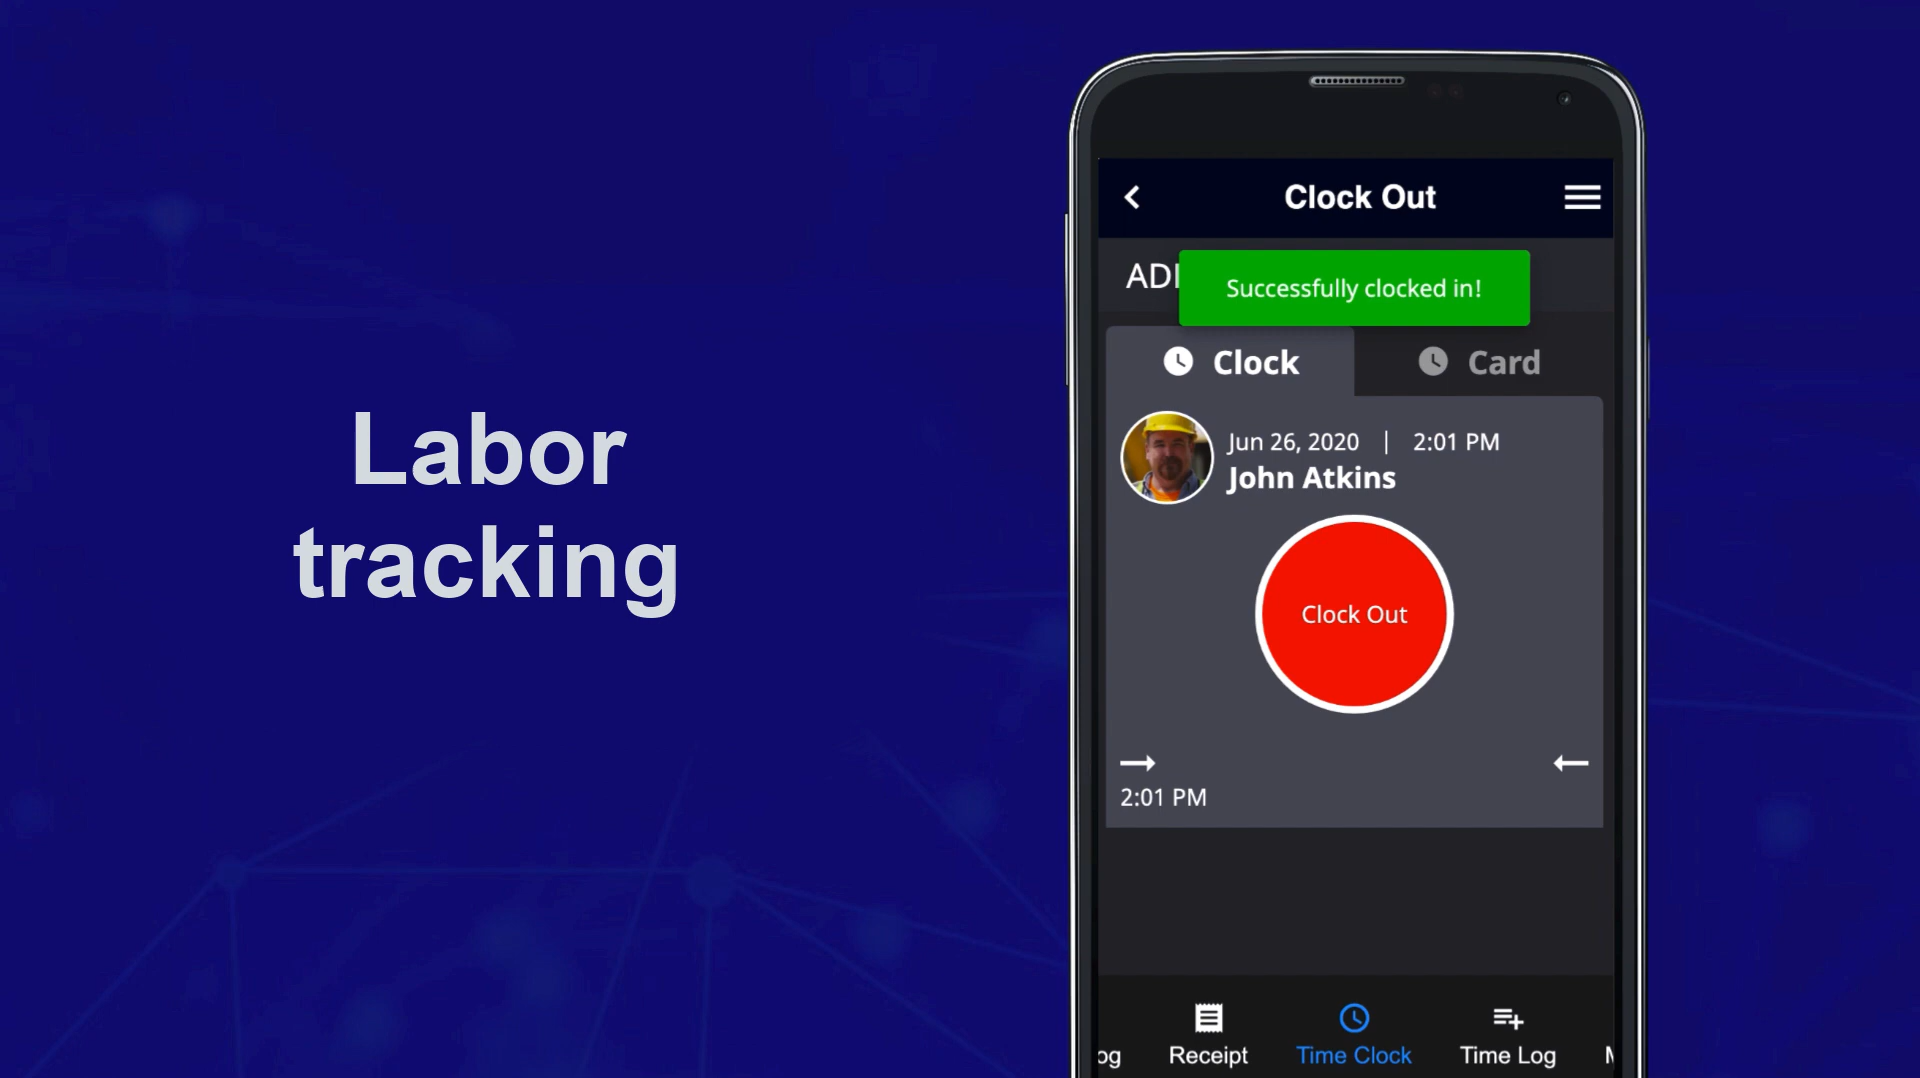 Labor
tracking
Clock Out
Successfully clocked in!
Clock
Card
Jun 26, 2020 | 2:01 PM
John Atkins
Clock Out
2:01 PM
Receipt
Time Clock
Time Log